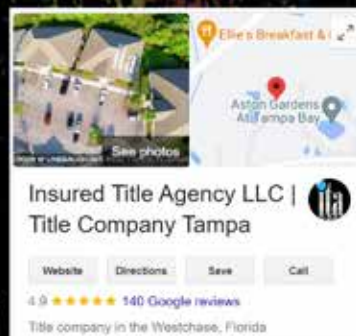 Ellie's Breakfast &
Aston Gardens
At Tampa Bay
See photos
Insured Title Agency LLC |
Title Company Tampa
ita
Website
Directions
Save
Call
4.9 ★★★★★ 140 Google reviews
Title company in the Westchase, Florida